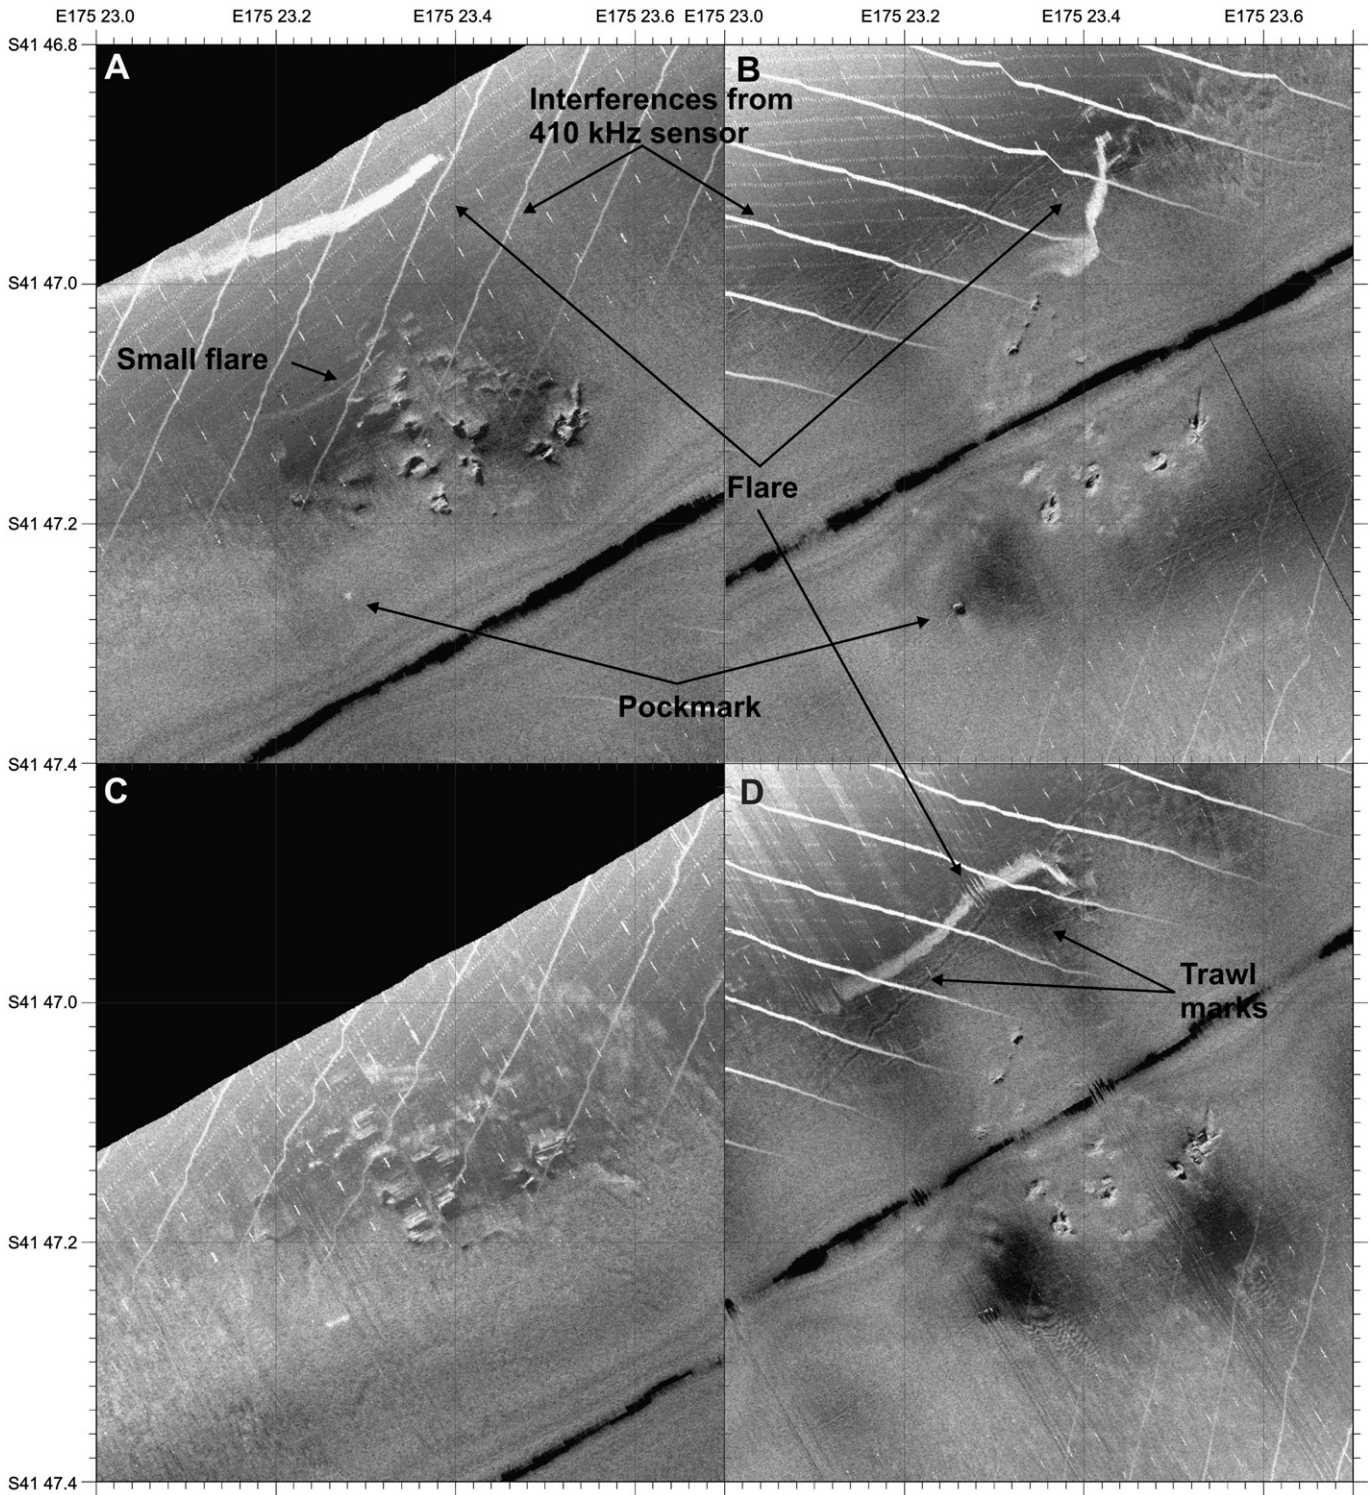 E175 23.0 E175 23.2 E175 23.4 E175 23.6 E175 23.0 E175 23.2 E175 23.4 E175 23.6
S41 46.8
A
B
Interferences from
410 kHz sensor
S41 47.0
Small flare
Flare
S41 47.2
Pockmark
S41 47.4
C
D
Trawl
marks
S41 47.0
S41 47.2
S41 47.4